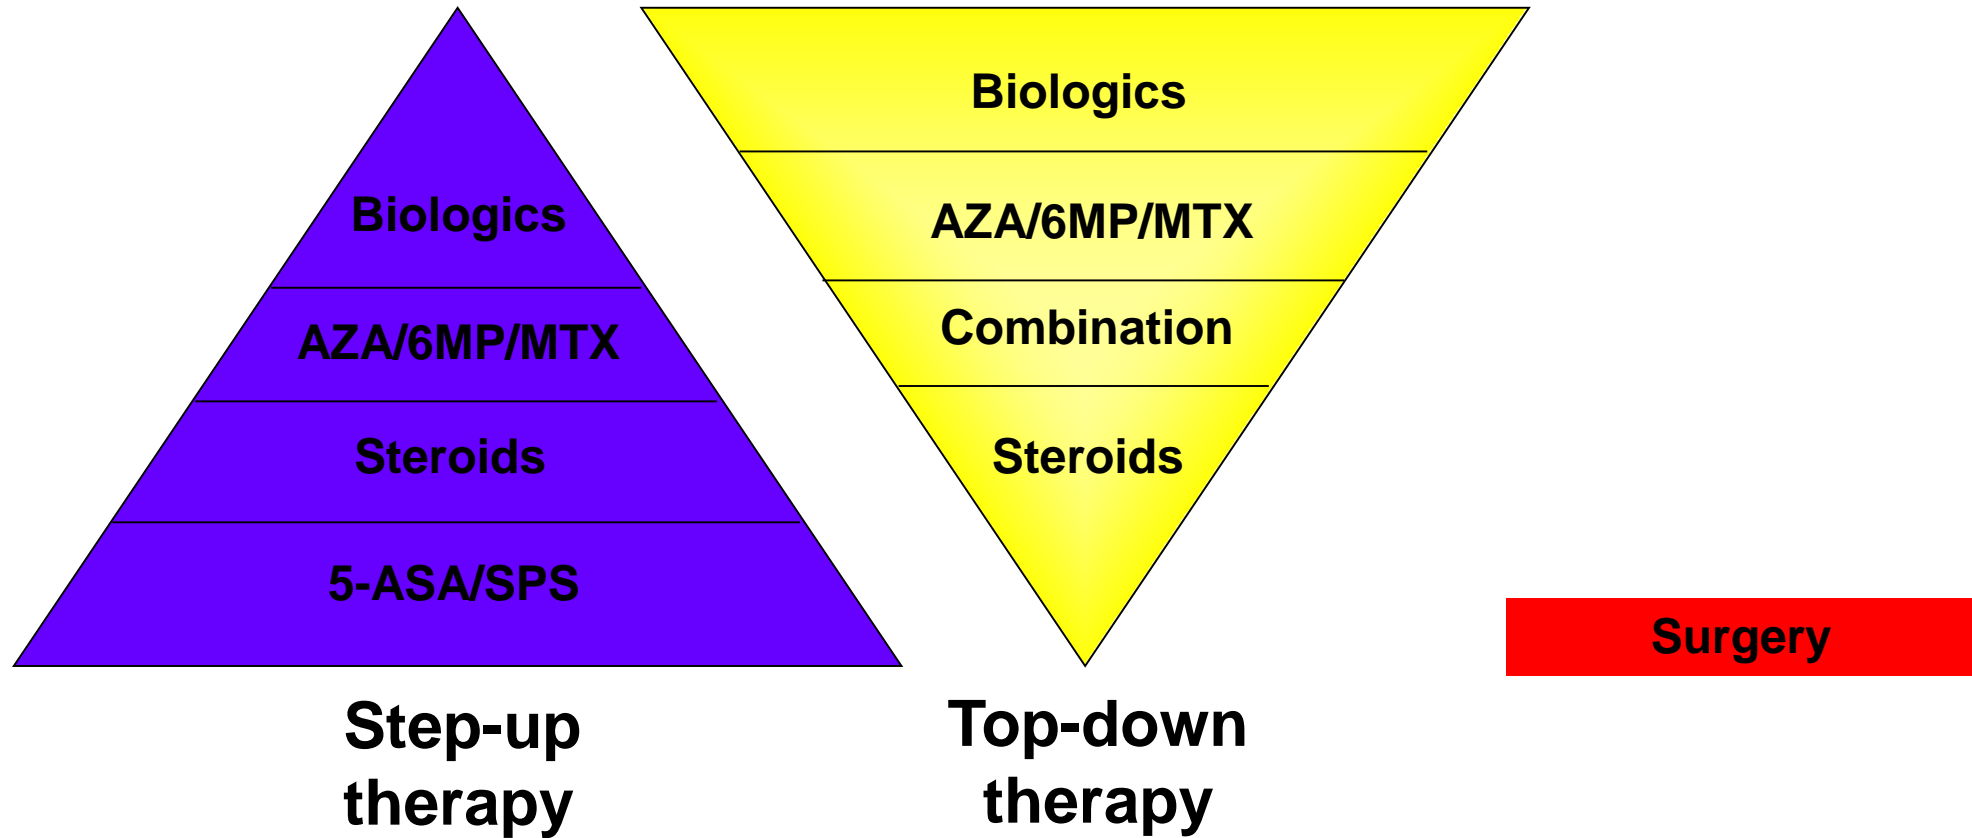 Biologics
AZA/6MP/MTX
Steroids
5-ASA/SPS
Step-up
therapy
Biologics
AZA/6MP/MTX
Combination
Steroids
Top-down
therapy
Surgery